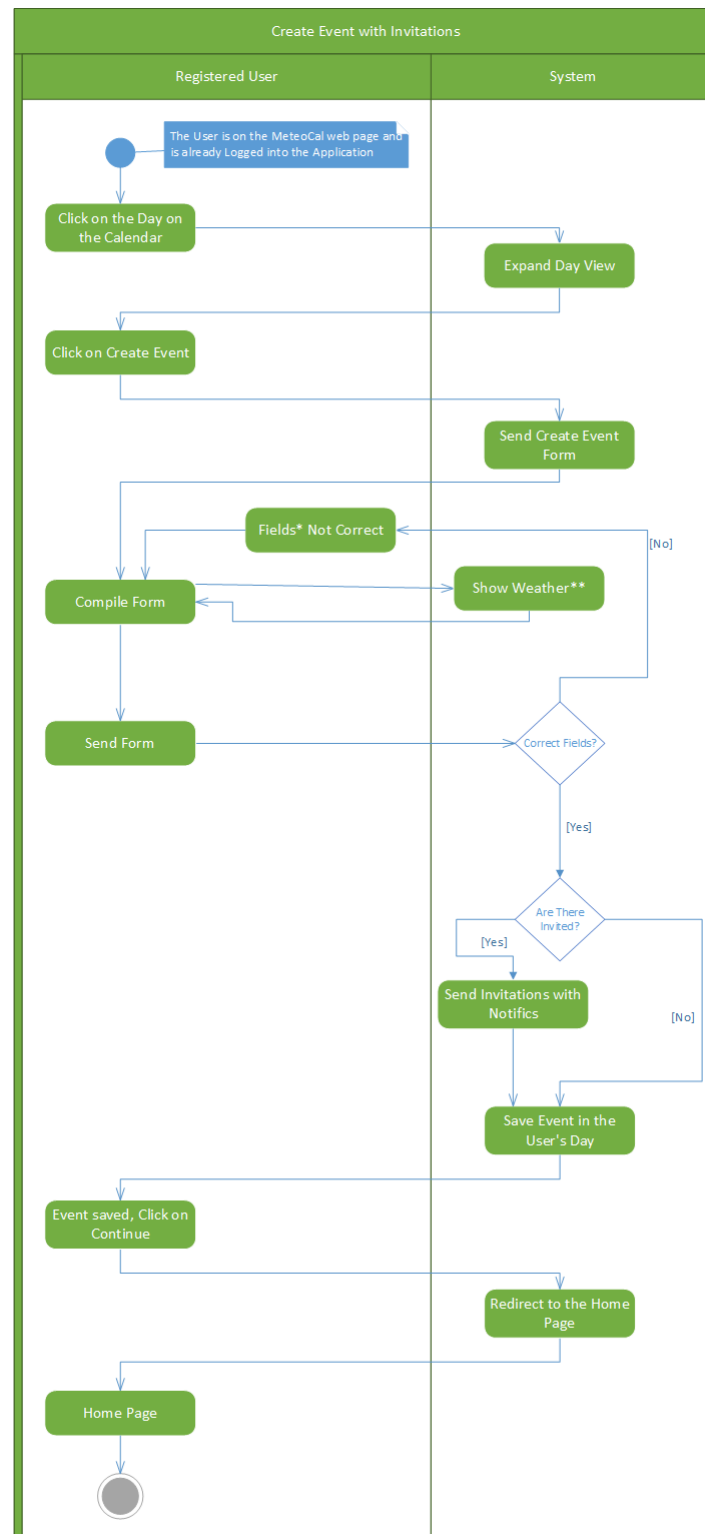 Create Event with Invitations
Registered User
System
The User is on the MeteoCal web page and
is already Logged into the Application
Click on the Day on
the Calendar
Expand Day View
Click on Create Event
Send Create Event
Form
Fields* Not Correct
[No]
Compile Form
Show Weather**
Send Form
Correct Fields?
[Yes]
Are There
Invited?
[Yes]
Send Invitations with
Notifics
[No]
Save Event in the
User's Day
Event saved, Click on
Continue
Redirect to the Home
Page
Home Page